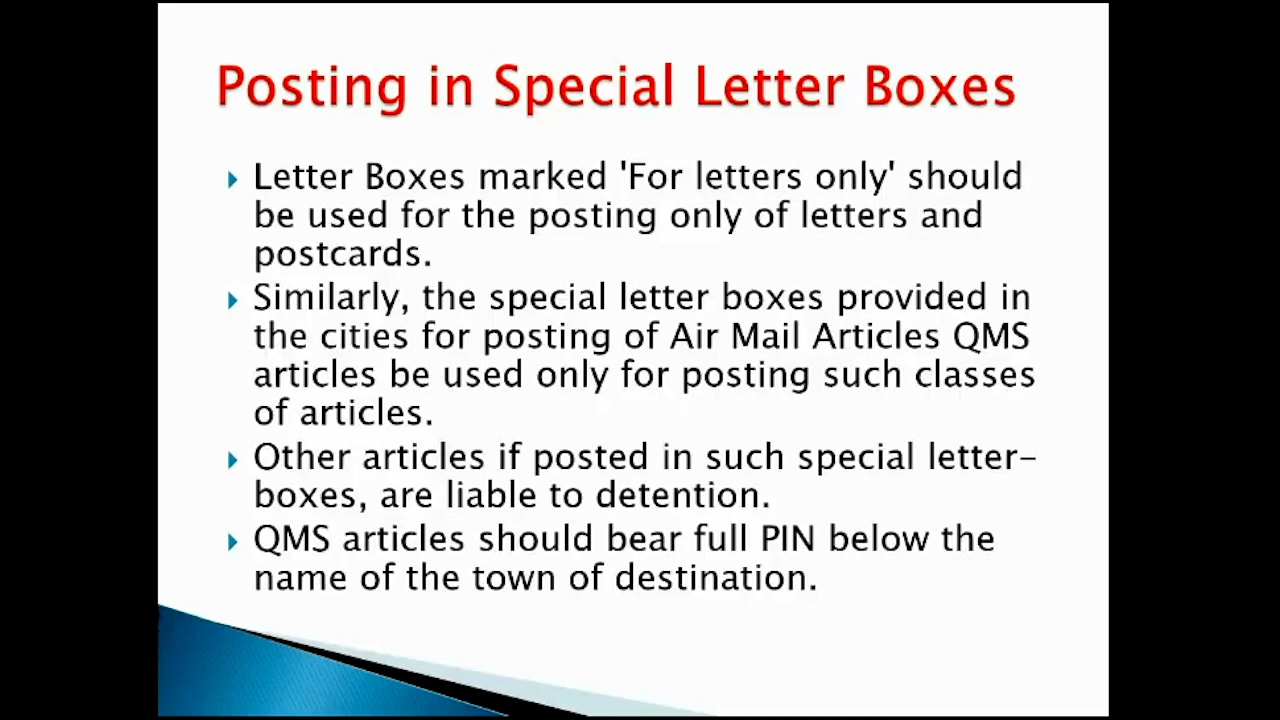 Posting in Special Letter Boxes
Letter Boxes marked 'For letters only' should
be used for the posting only of letters and
postcards.
Similarly, the special letter boxes provided in
the cities for posting of Air Mail Articles QMS
articles be used only for posting such classes
of articles.
Other articles if posted in such special letter-
boxes, are liable to detention.
QMS articles should bear full PIN below the
name of the town of destination.